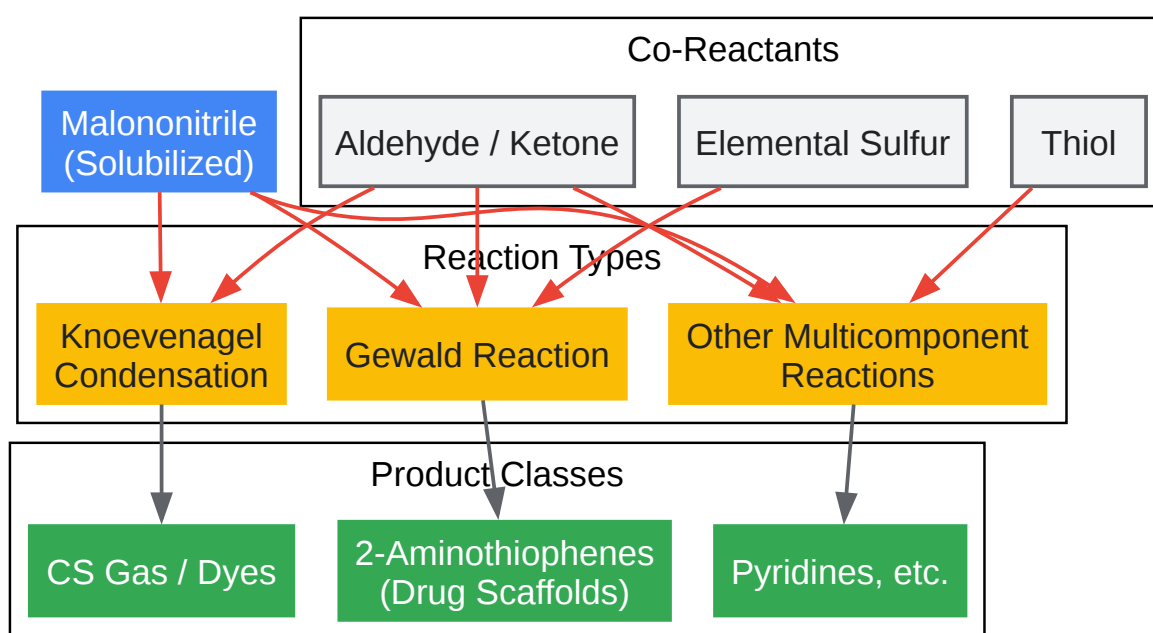 Co-Reactants
Malononitrile
(Solubilized)
Aldehyde / Ketone
Elemental Sulfur
Thiol
Reaction Types
Knoevenagel
Condensation
Gewald Reaction
Other Multicomponent
Reactions
Product Classes
CS Gas / Dyes
2-Aminothiophenes
(Drug Scaffolds)
Pyridines, etc.